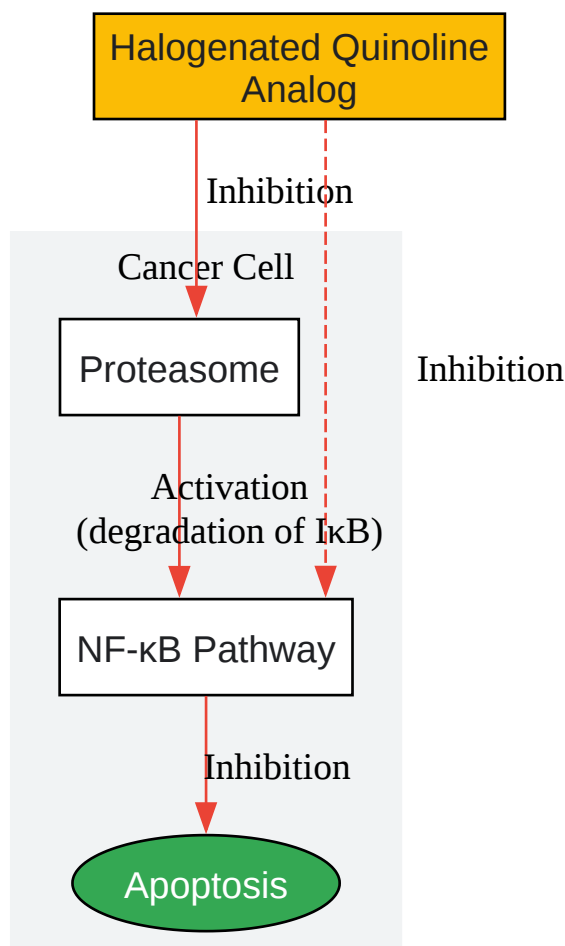 Halogenated Quinoline
Analog
Inhibition
Cancer Cell
Proteasome
Inhibition
Activation
(degradation of IκB)
NF-κB Pathway
Inhibition
Apoptosis